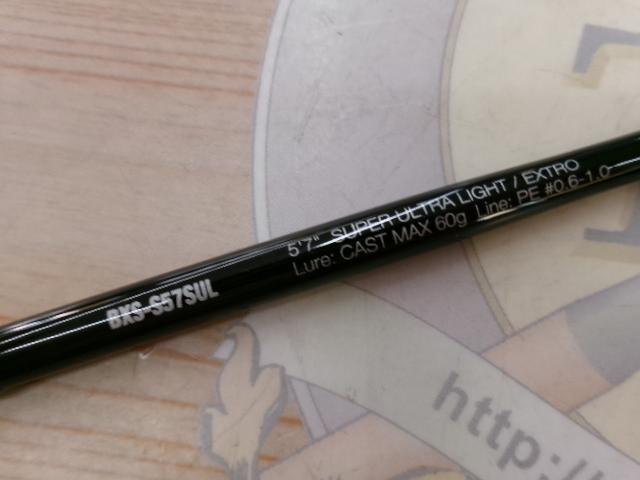 5'7" SUPER ULTRA LIGHT / EXTRO
Lure: CAST MAX 60g Line: PE #0.6-1.0
BXS-S57SUL
T
http:/